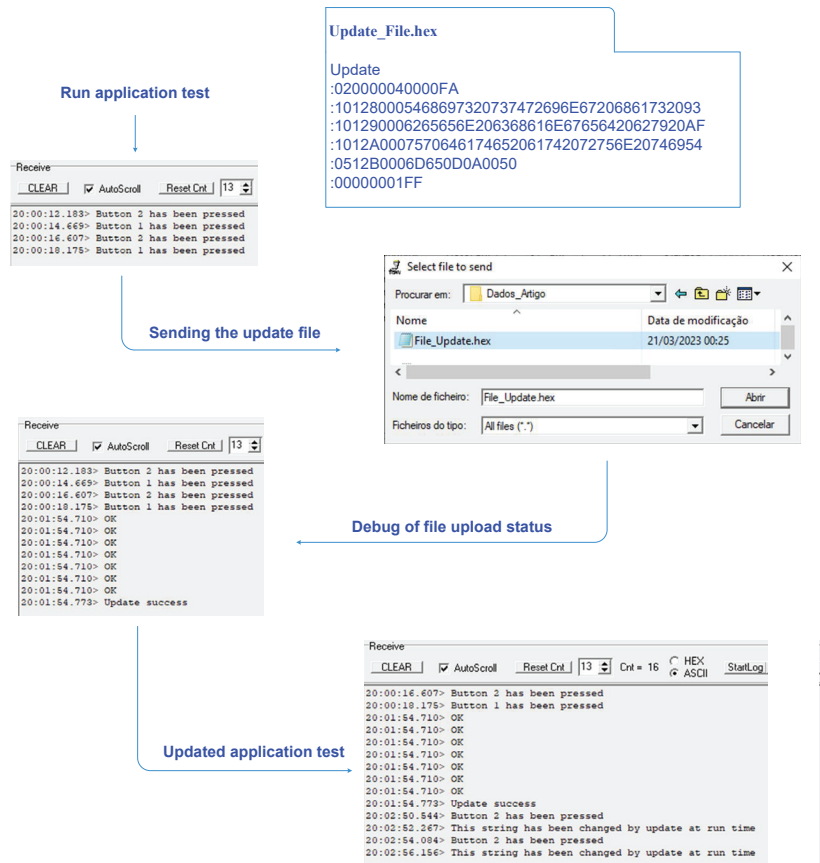 Update_File.hex
Update
:020000040000FA
:101280005468697320737472696E67206861732093
:101290006265656E206368616E67656420627920AF
:1012A0007570646174652061742072756E20746954
:0512B0006D650D0A0050
:00000001FF
Run application test
Receive
CLEAR AutoScroll Reset Cnt 13
20:00:12.183> Button 2 has been pressed
20:00:14.669> Button 1 has been pressed
20:00:16.607> Button 2 has been pressed
20:00:18.175> Button 1 has been pressed
Sending the update file
Select file to send
Procurar em: Dados_Artigo
Nome Data de modificação
File_Update.hex 21/03/2023 00:25
Nome de ficheiro: File_Update.hex Abrir
Ficheiros do tipo: All files (*.*) Cancelar
Receive
CLEAR AutoScroll Reset Cnt 13
20:00:12.183> Button 2 has been pressed
20:00:14.669> Button 1 has been pressed
20:00:16.607> Button 2 has been pressed
20:00:18.175> Button 1 has been pressed
20:01:54.710> OK
20:01:54.710> OK
20:01:54.710> OK
20:01:54.710> OK
20:01:54.710> OK
20:01:54.710> OK
20:01:54.710> OK
20:01:54.773> Update success
Debug of file upload status
Updated application test
Receive
CLEAR AutoScroll Reset Cnt 13 Cnt = 16 HEX ASCII StartLog
20:00:16.607> Button 2 has been pressed
20:00:18.175> Button 1 has been pressed
20:01:54.710> OK
20:01:54.710> OK
20:01:54.710> OK
20:01:54.710> OK
20:01:54.710> OK
20:01:54.710> OK
20:01:54.710> OK
20:01:54.773> Update success
20:02:50.544> Button 2 has been pressed
20:02:52.267> This string has been changed by update at run time
20:02:54.084> Button 2 has been pressed
20:02:56.156> This string has been changed by update at run time